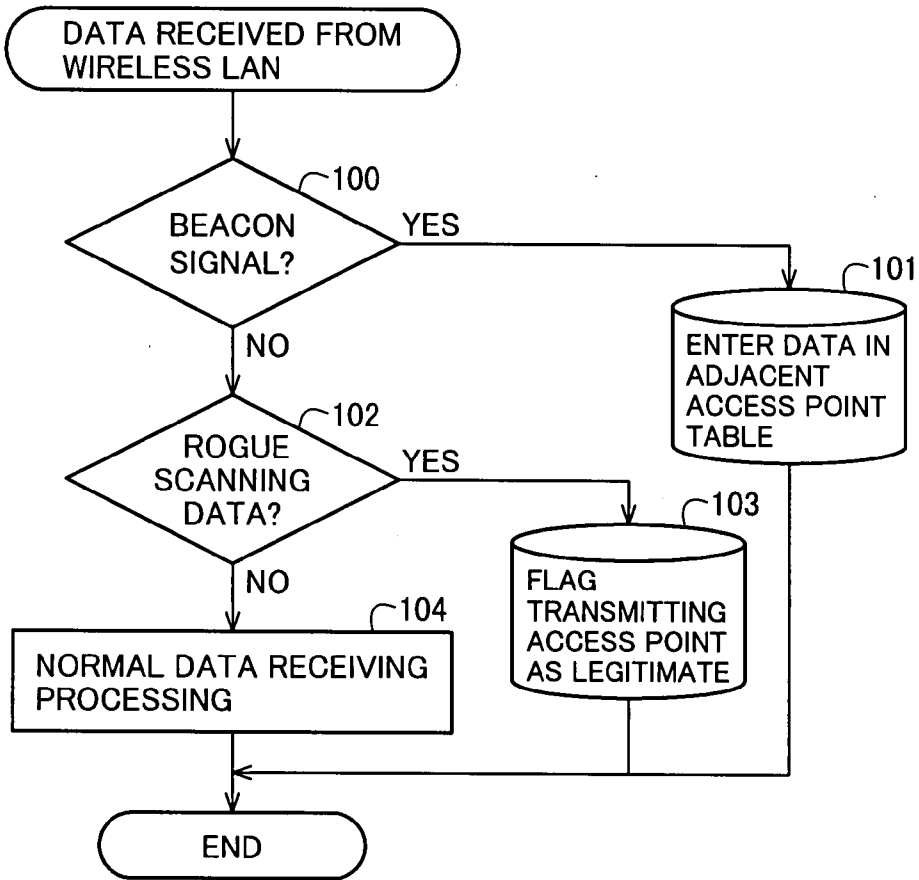 DATA RECEIVED FROM
WIRELESS LAN
100
BEACON
SIGNAL?
YES
NO
101
ENTER DATA IN
ADJACENT
ACCESS POINT
TABLE
102
ROGUE
SCANNING
DATA?
YES
NO
103
FLAG
TRANSMITTING
ACCESS POINT
AS LEGITIMATE
104
NORMAL DATA RECEIVING
PROCESSING
END